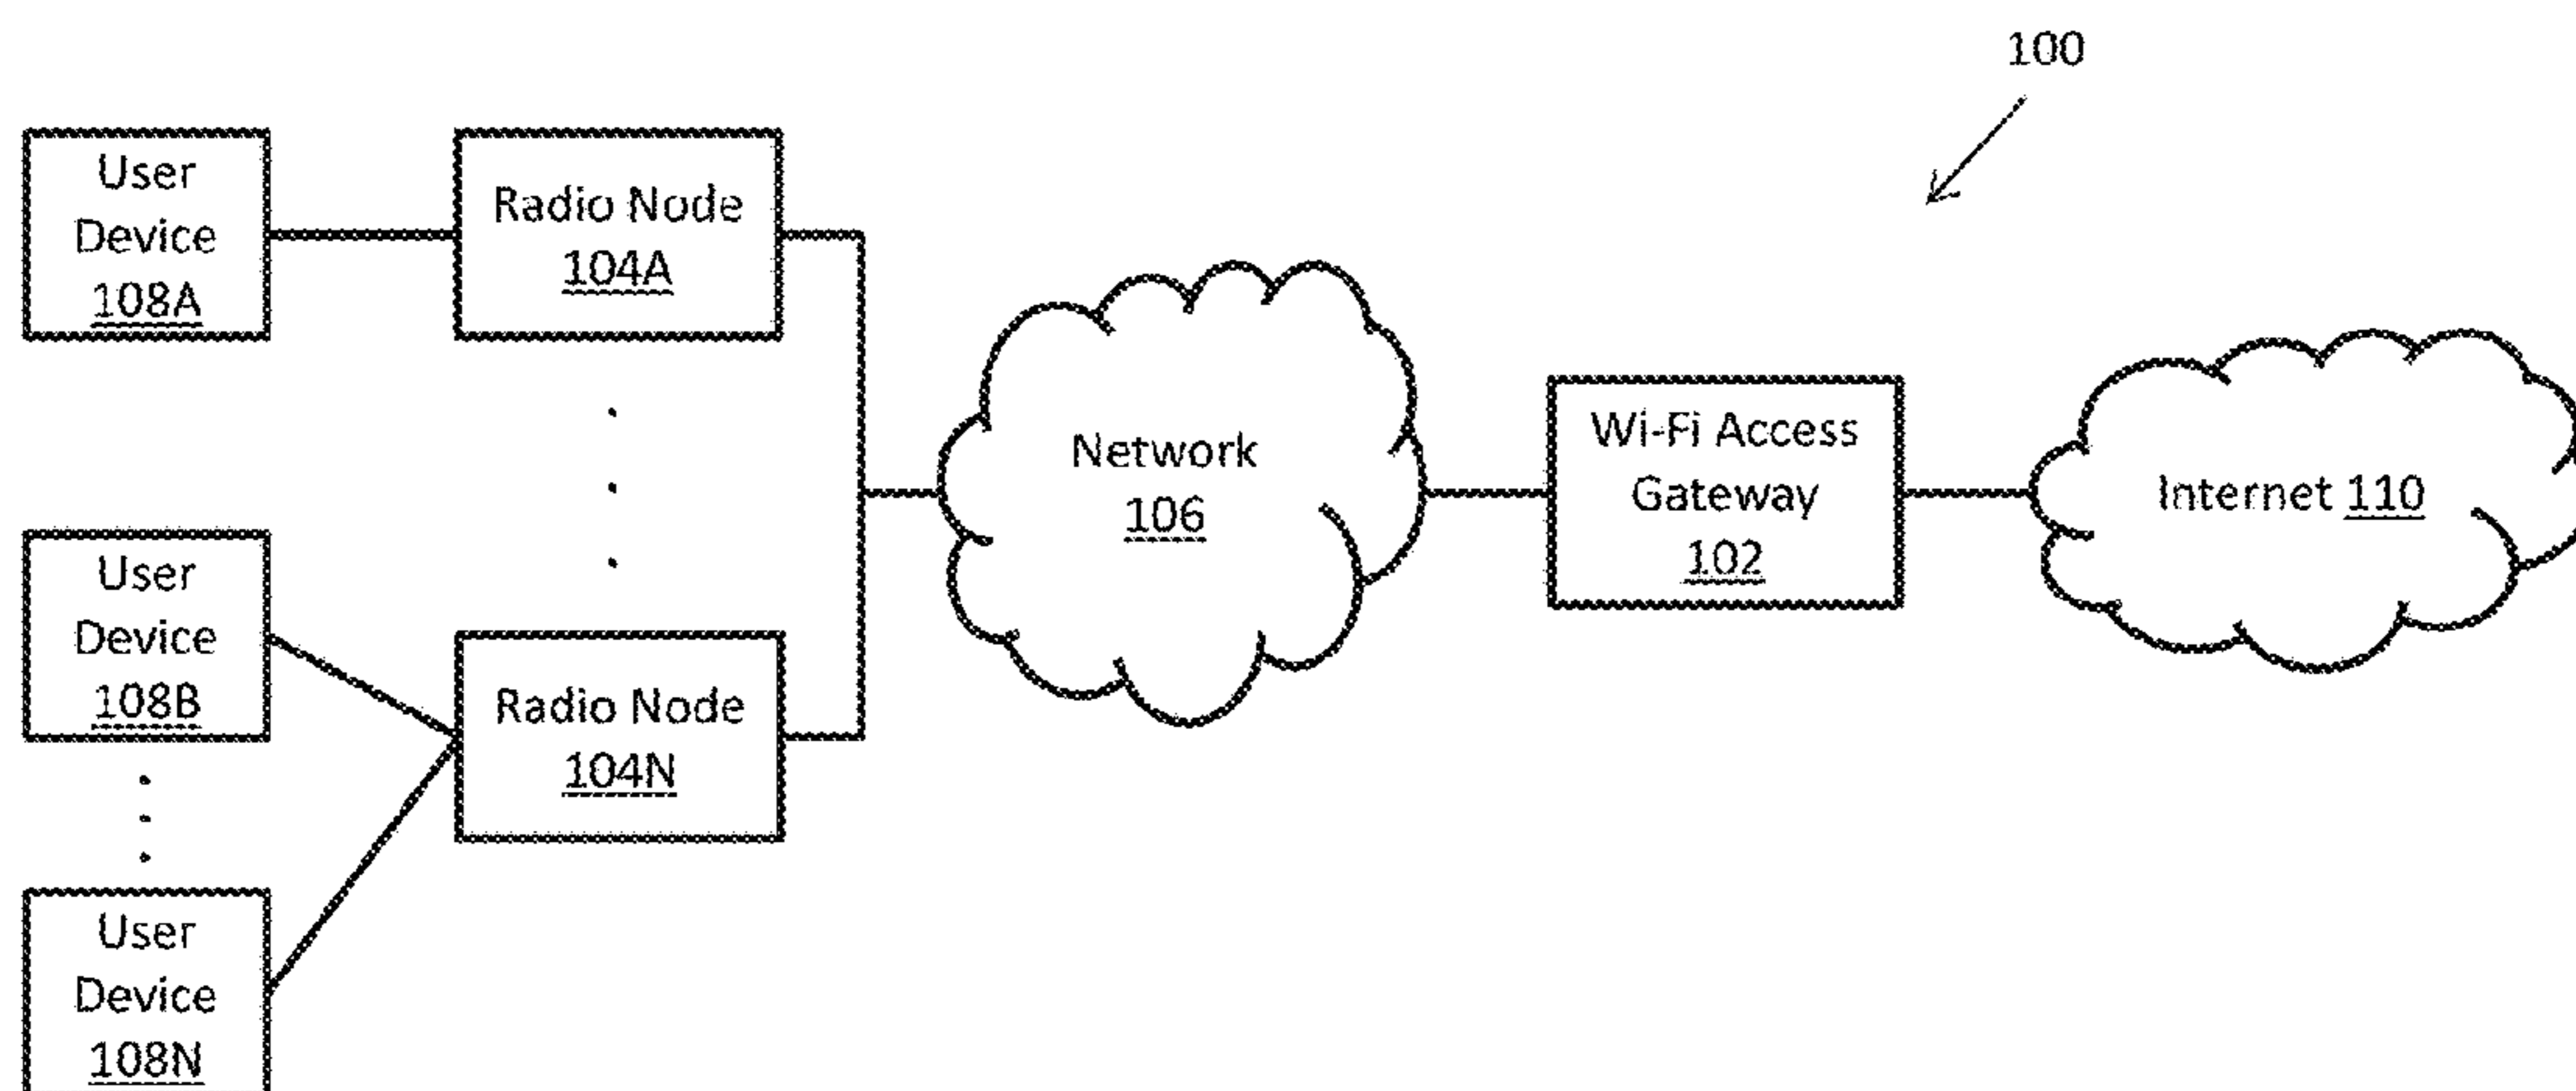 100
User
Device
108A
Radio Node
104A
Network
106
Wi-Fi Access
Gateway
102
Internet 110
User
Device
108B
Radio Node
104N
User
Device
108N